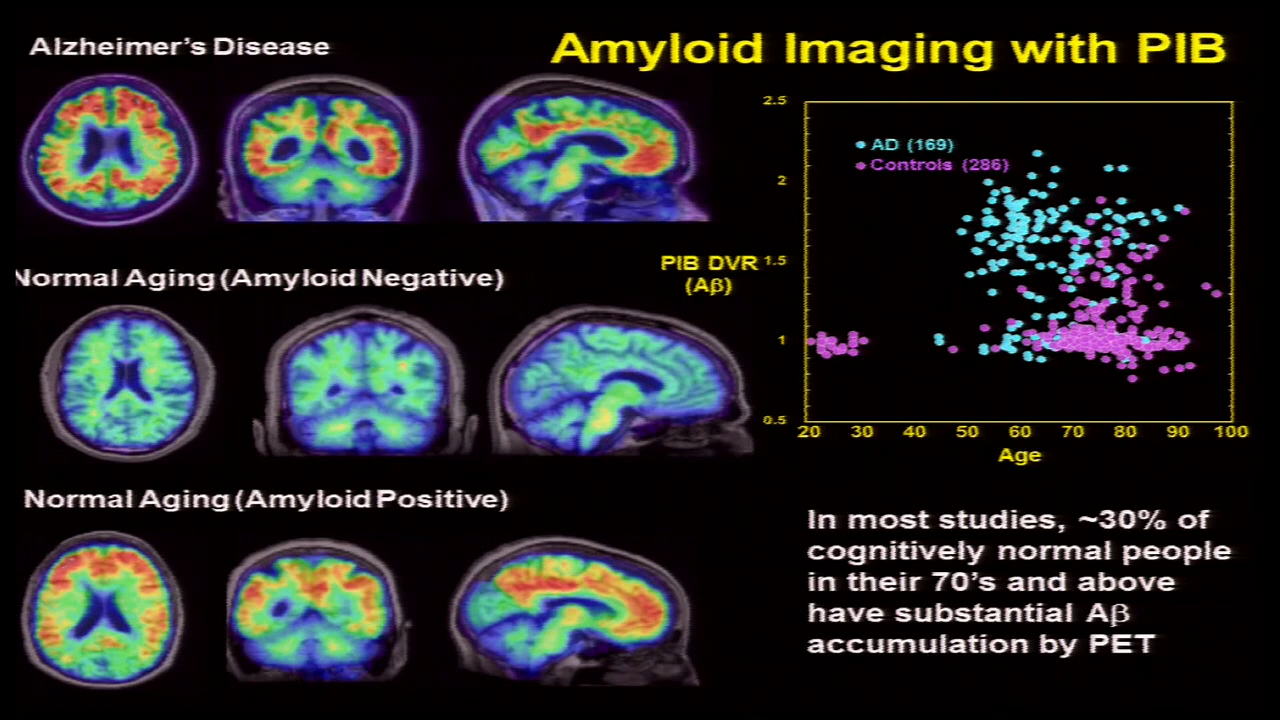 Alzheimer's Disease
Amyloid Imaging with PIB
2.5
AD (169)
Controls (286)
2
PIB DVR
(Aβ)
1.5
1
0.5
20 30 40 50 60 70 80 90 100
Age
Normal Aging (Amyloid Negative)
Normal Aging (Amyloid Positive)
In most studies, ~30% of
cognitively normal people
in their 70's and above
have substantial Aβ
accumulation by PET